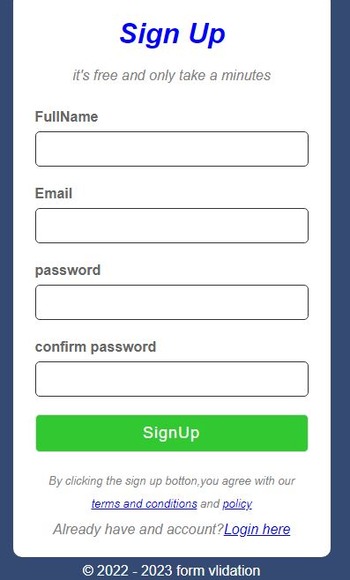 Sign Up
it's free and only take a minutes
FullName
Email
password
confirm password
SignUp
By clicking the sign up botton,you agree with our
terms and conditions and policy
Already have and account?Login here
© 2022 - 2023 form vlidation